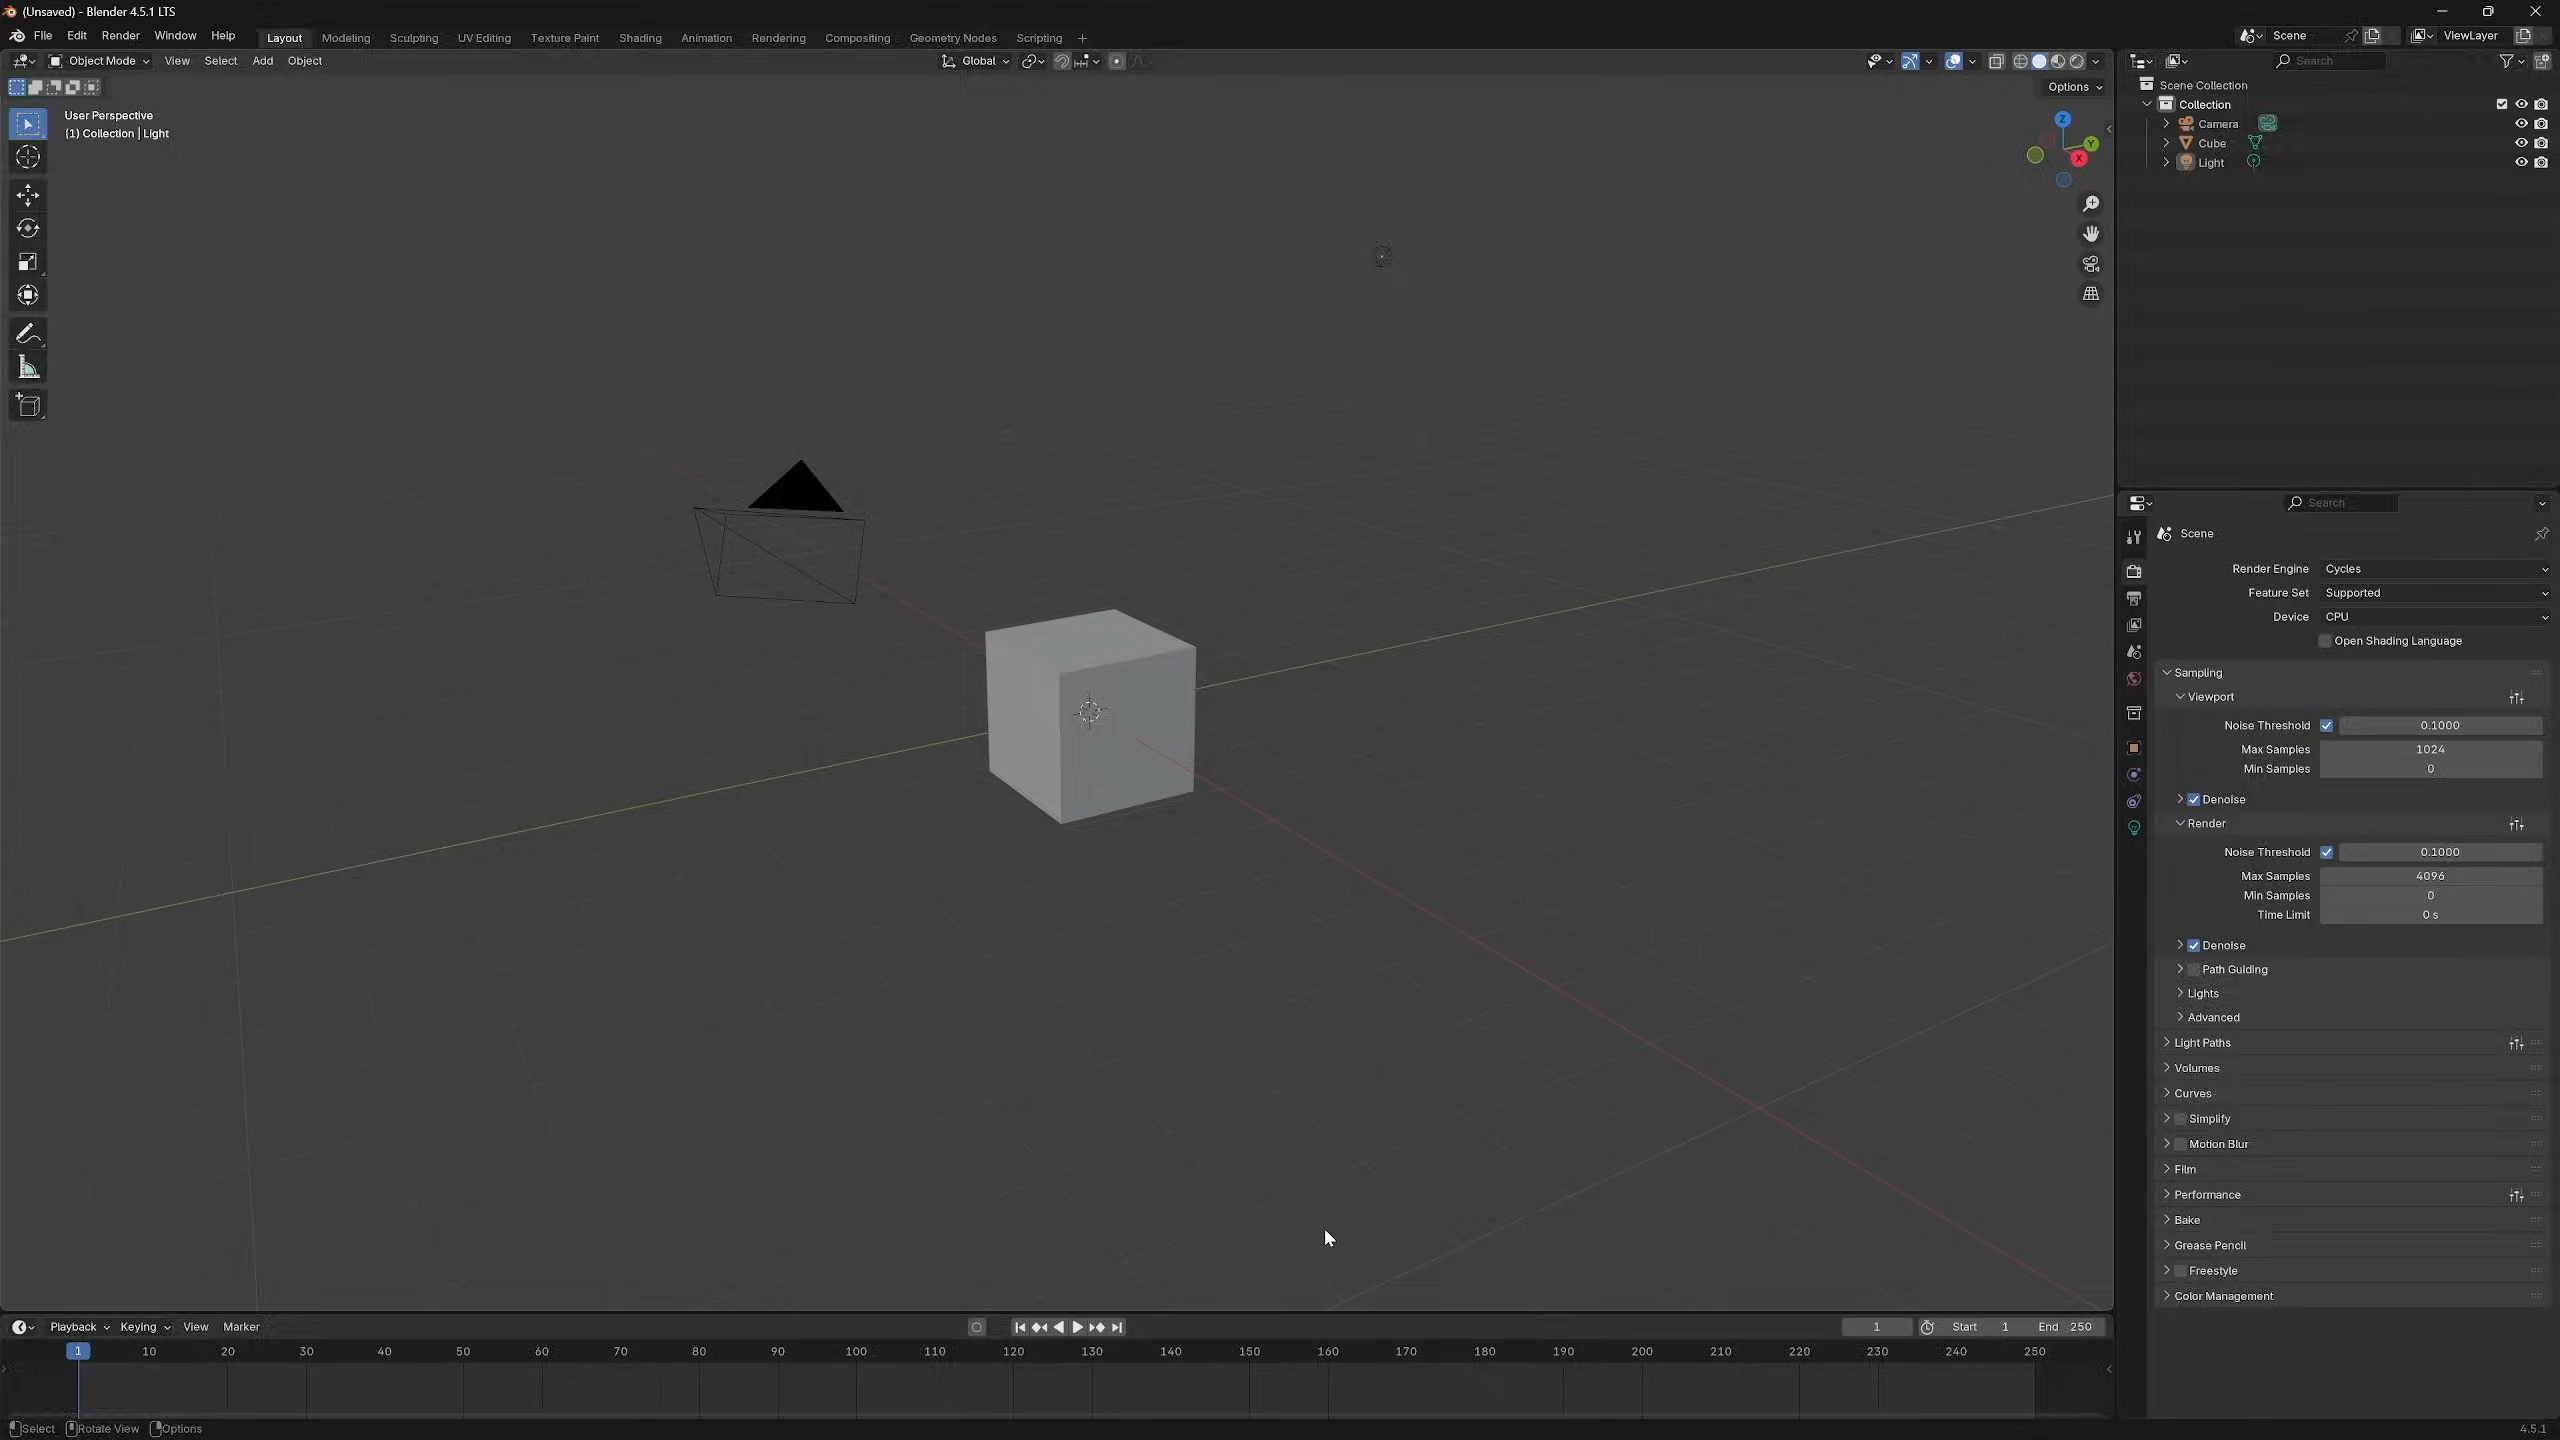 (Unsaved) - Blender 4.5.1 LTS
File Edit Render Window Help Layout Modeling Sculpting UV Editing Texture Paint Shading Animation Rendering Compositing Geometry Nodes Scripting +
Scene ViewLayer
Object Mode View Select Add Object Global
Options
User Perspective
(1) Collection | Light
Z
Y
X
Search
Scene Collection
Collection
Camera
Cube
Light
Search
Scene
Render Engine Cycles
Feature Set Supported
Device CPU
Open Shading Language
Sampling
Viewport
Noise Threshold 0.1000
Max Samples 1024
Min Samples 0
Denoise
Render
Noise Threshold 0.1000
Max Samples 4096
Min Samples 0
Time Limit 0 s
Denoise
Path Guiding
Lights
Advanced
Light Paths
Volumes
Curves
Simplify
Motion Blur
Film
Performance
Bake
Grease Pencil
Freestyle
Color Management
Playback Keying View Marker 1 Start 1 End 250
1 10 20 30 40 50 60 70 80 90 100 110 120 130 140 150 160 170 180 190 200 210 220 230 240 250
Select Rotate View Options 4.5.1